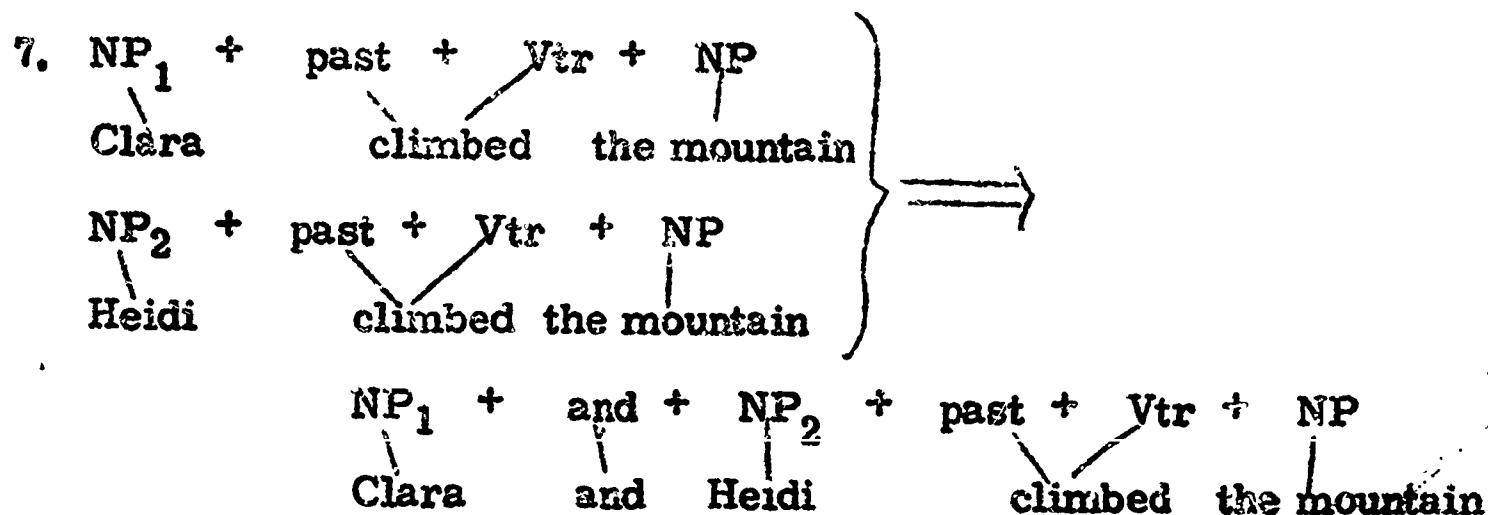 7. NP1 + past + Vtr + NP
Clara climbed the mountain
NP2 + past + Vtr + NP
Heidi climbed the mountain
NP1 + and + NP2 + past + Vtr + NP
Clara and Heidi climbed the mountain